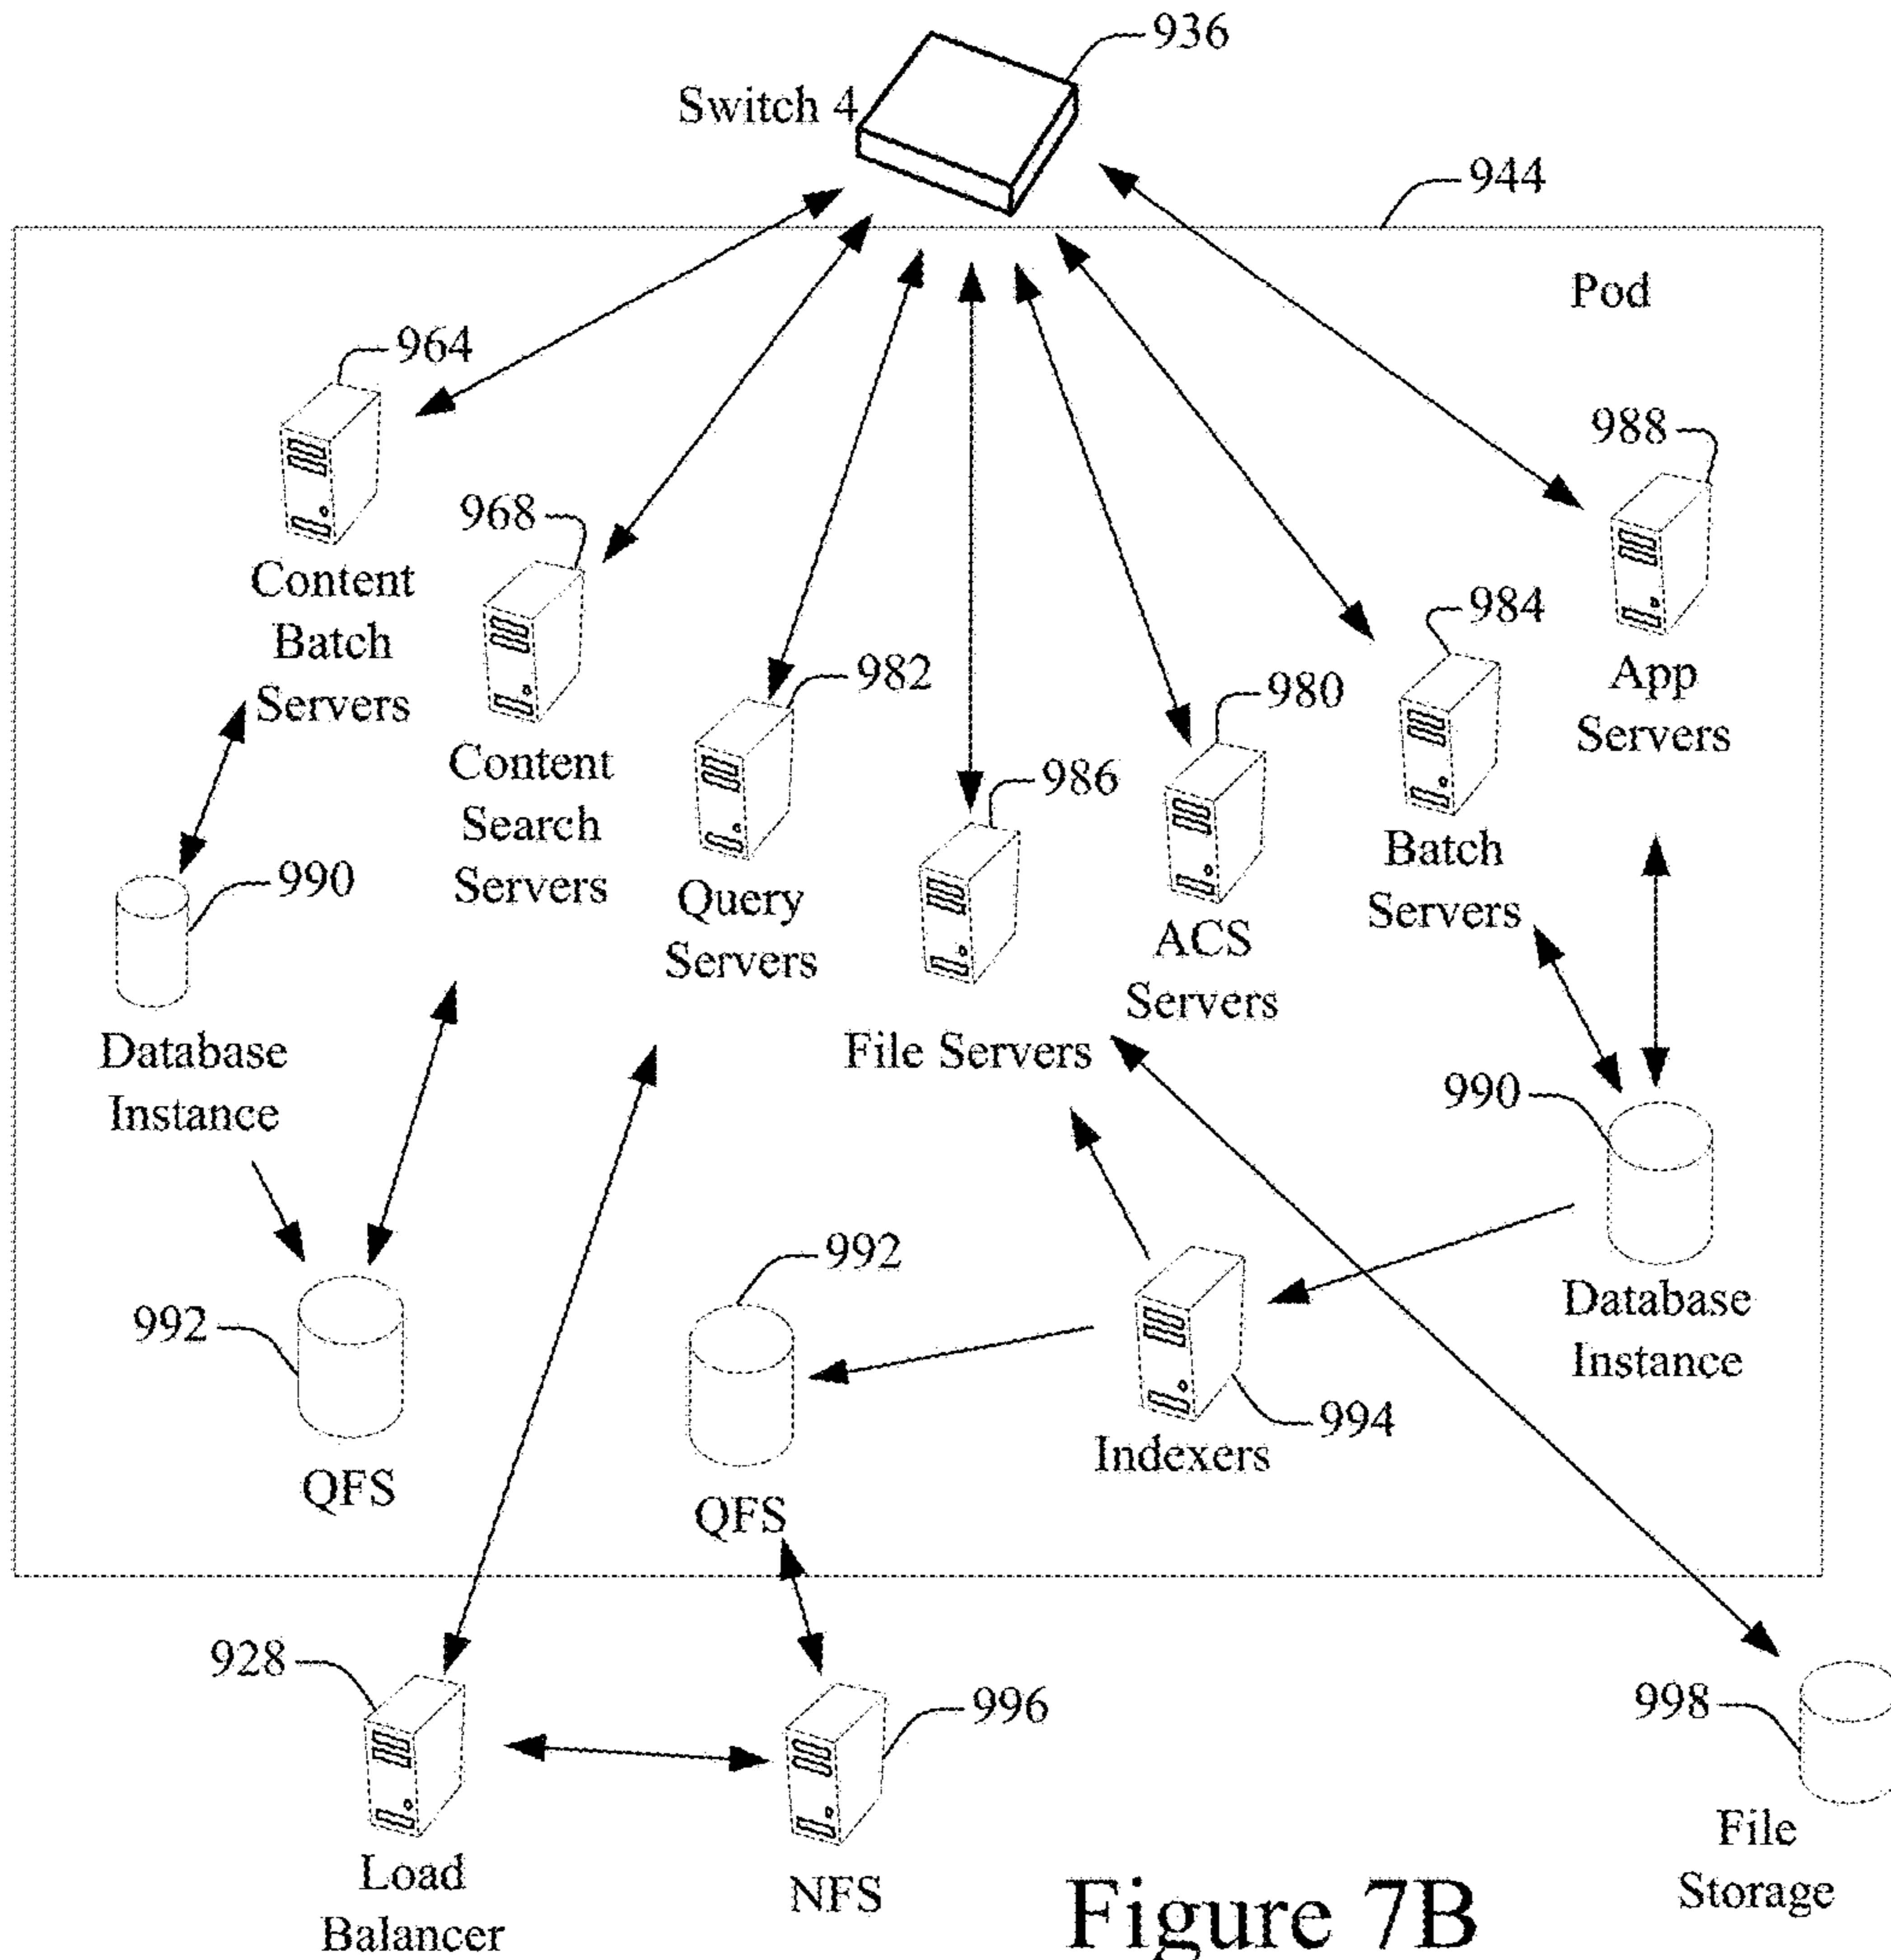 936
Switch 4
944
Pod
964
988
968
Content
Batch
Servers
984
App
Servers
982
980
Content
Search
Servers
986
Batch
Servers
990
Query
Servers
ACS
Servers
Database
Instance
File Servers
990
992
Database
Instance
992
994
Indexers
QFS
QFS
928
996
998
Load
Balancer
NFS
File
Storage
Figure 7B